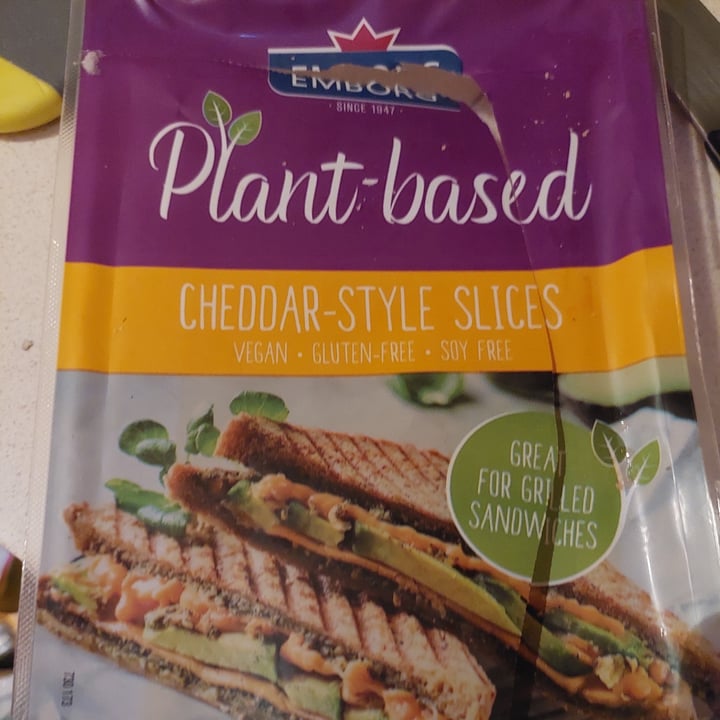 EMBORG
· SINCE 1947 ·
Plant-based
CHEDDAR-STYLE SLICES
VEGAN • GLUTEN-FREE • SOY FREE
GREAT
FOR GRILLED
SANDWICHES